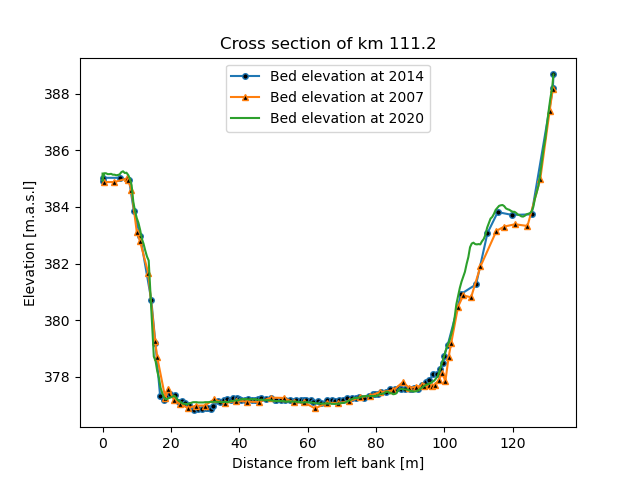 Cross section of km 111.2
Bed elevation at 2014
Bed elevation at 2007
Bed elevation at 2020
Elevation [m.a.s.l]
388
386
384
382
380
378
0 20 40 60 80 100 120
Distance from left bank [m]